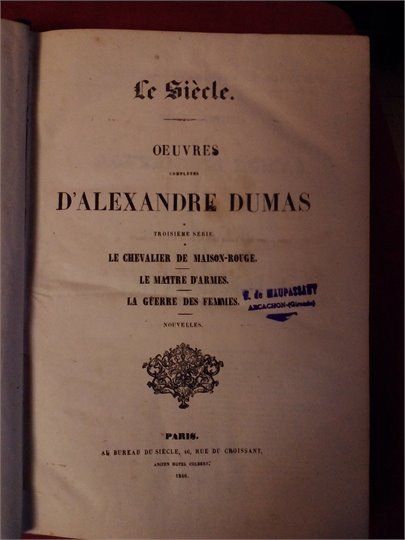 Le Siècle.
OEUVRES
COMPLÈTES
D'ALEXANDRE DUMAS
TROISIÈME SÉRIE.
LE CHEVALIER DE MAISON-ROUGE.
LE MAITRE D'ARMES.
LA GUERRE DES FEMMES.
NOUVELLES.
de MAUPASSANT
ARCACHON (Gironde)
PARIS.
AU BUREAU DU SIÈCLE, 16, RUE DU CROISSANT,
ANCIEN HÔTEL COLBERT.